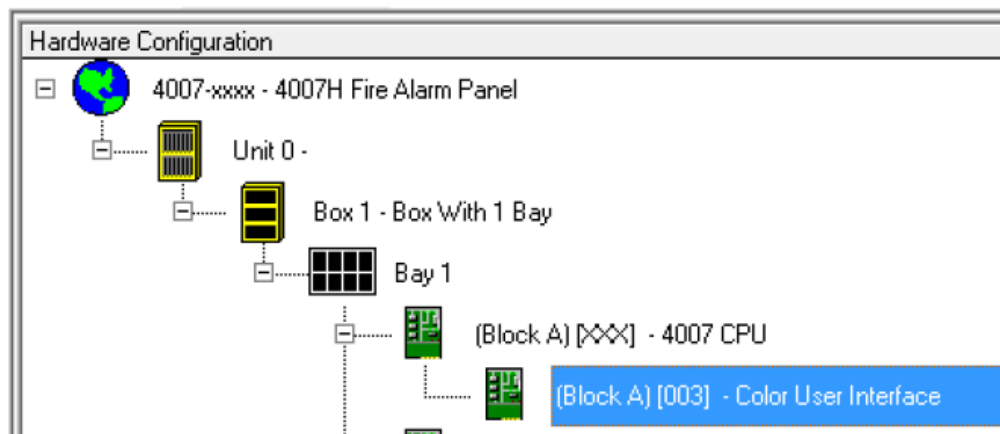 Hardware Configuration
4007-xxxx - 4007H Fire Alarm Panel
Unit 0 -
Box 1 - Box With 1 Bay
Bay 1
(Block A) [XXX] - 4007 CPU
(Block A) [003] - Color User Interface